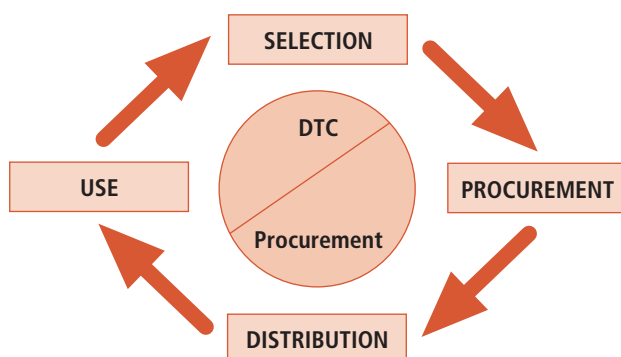 SELECTION
DTC
USE
PROCUREMENT
Procurement
DISTRIBUTION